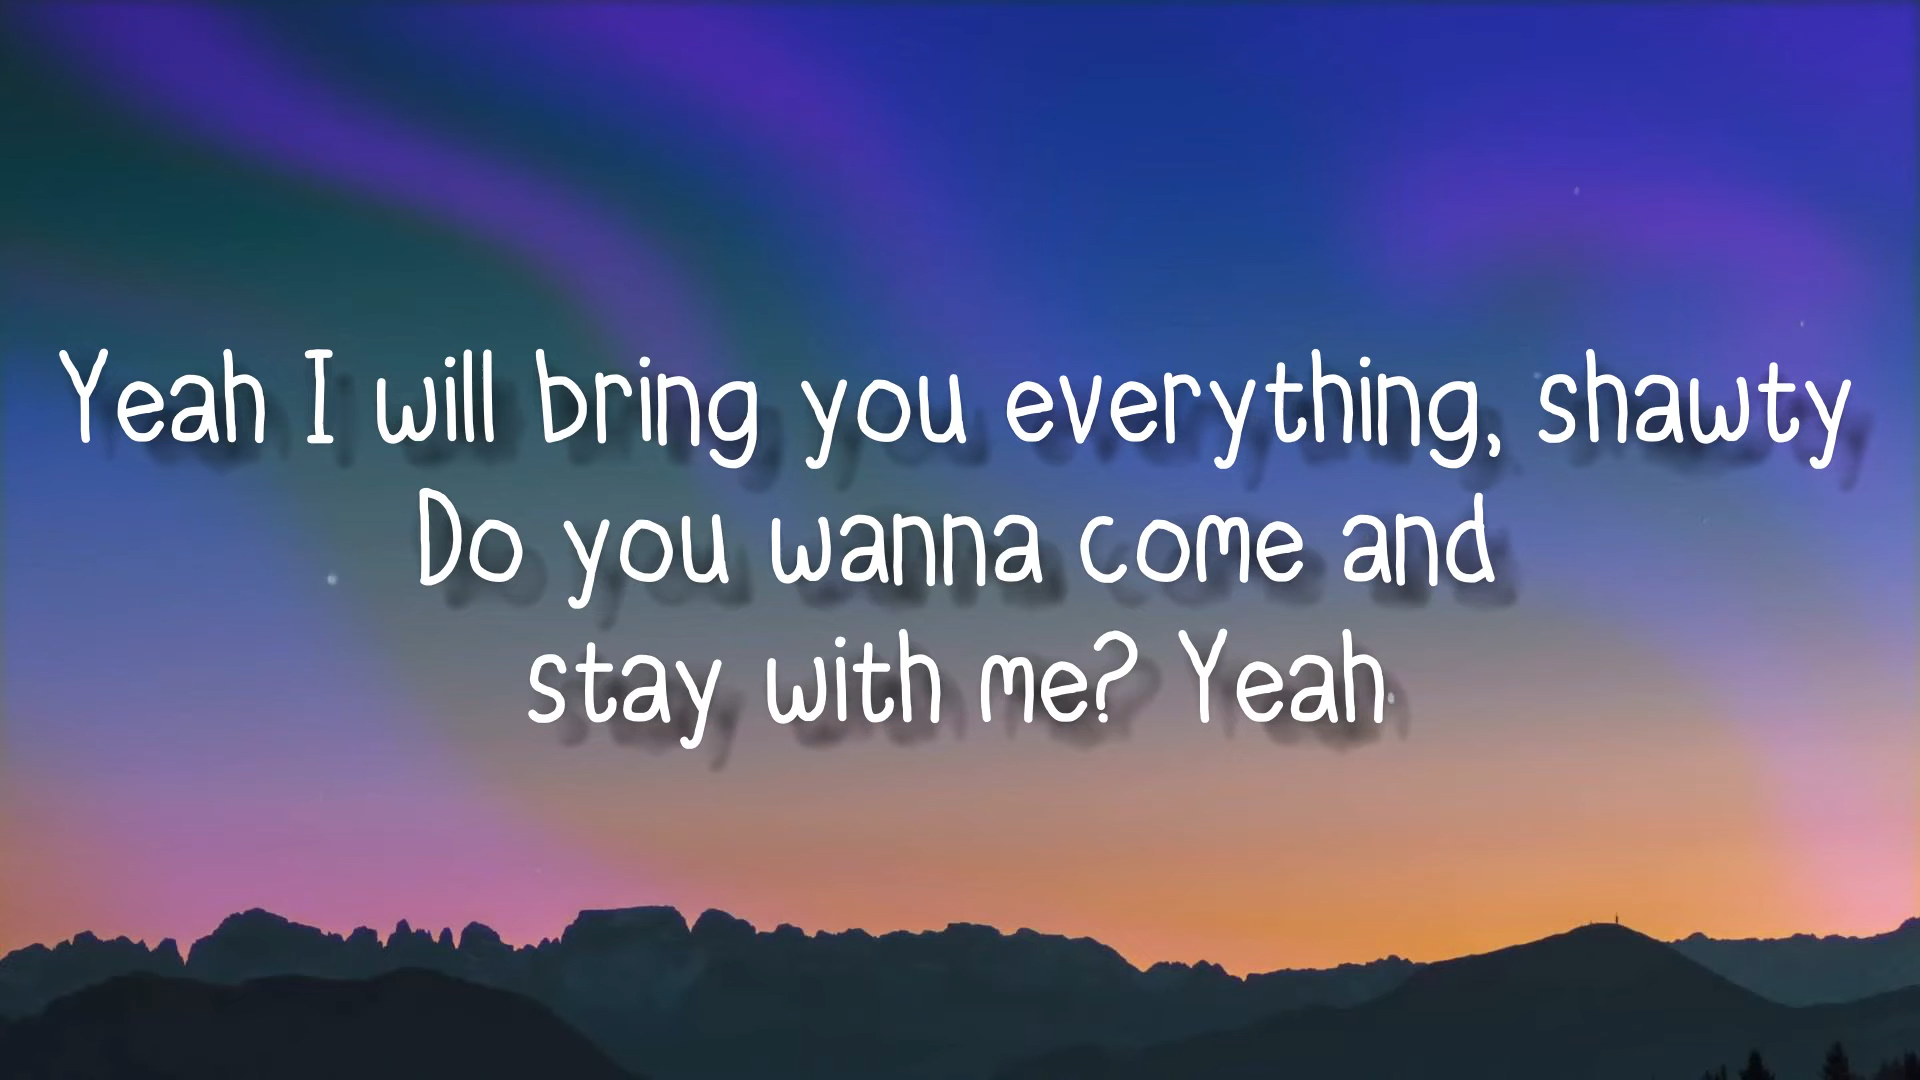 Yeah I will bring you everything, shawty
Do you wanna come and
stay with me? Yeah